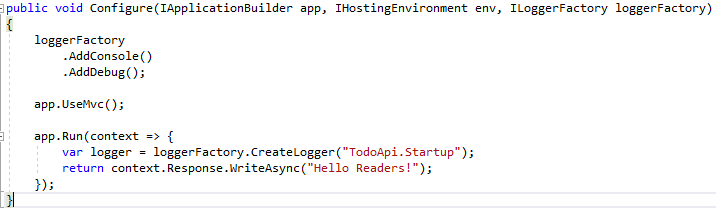 public void Configure(IApplicationBuilder app, IHostingEnvironment env, ILoggerFactory loggerFactory)
{
    loggerFactory
        .AddConsole()
        .AddDebug();

    app.UseMvc();

    app.Run(context => {
        var logger = loggerFactory.CreateLogger("TodoApi.Startup");
        return context.Response.WriteAsync("Hello Readers!");
    });
}